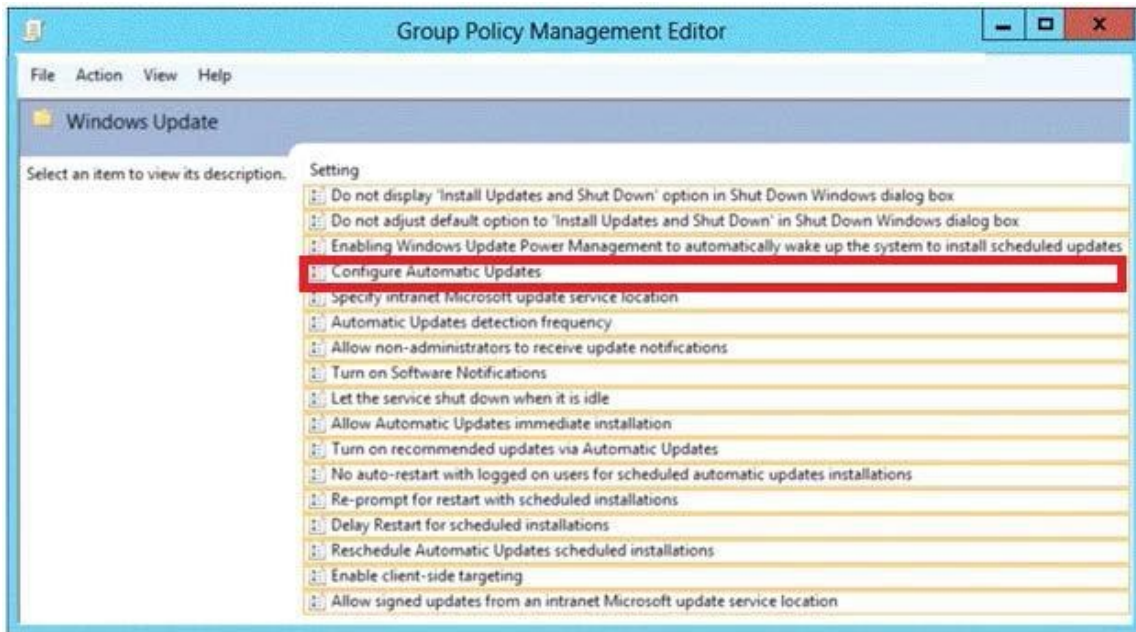 Group Policy Management Editor
File Action View Help
Windows Update
Select an item to view its description.
Setting
Do not display 'Install Updates and Shut Down' option in Shut Down Windows dialog box
Do not adjust default option to 'Install Updates and Shut Down' in Shut Down Windows dialog box
Enabling Windows Update Power Management to automatically wake up the system to install scheduled updates
Configure Automatic Updates
Specify intranet Microsoft update service location
Automatic Updates detection frequency
Allow non-administrators to receive update notifications
Turn on Software Notifications
Let the service shut down when it is idle
Allow Automatic Updates immediate installation
Turn on recommended updates via Automatic Updates
No auto-restart with logged on users for scheduled automatic updates installations
Re-prompt for restart with scheduled installations
Delay Restart for scheduled installations
Reschedule Automatic Updates scheduled installations
Enable client-side targeting
Allow signed updates from an intranet Microsoft update service location